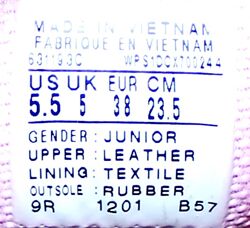 MADE IN VIETNAM
FABRIQUE EN VIETNAM
631193C WPS1DCX700244
US UK EUR CM
5.5 5 38 23.5
GENDER: JUNIOR
UPPER: LEATHER
LINING: TEXTILE
OUTSOLE: RUBBER
9R 1201 B57